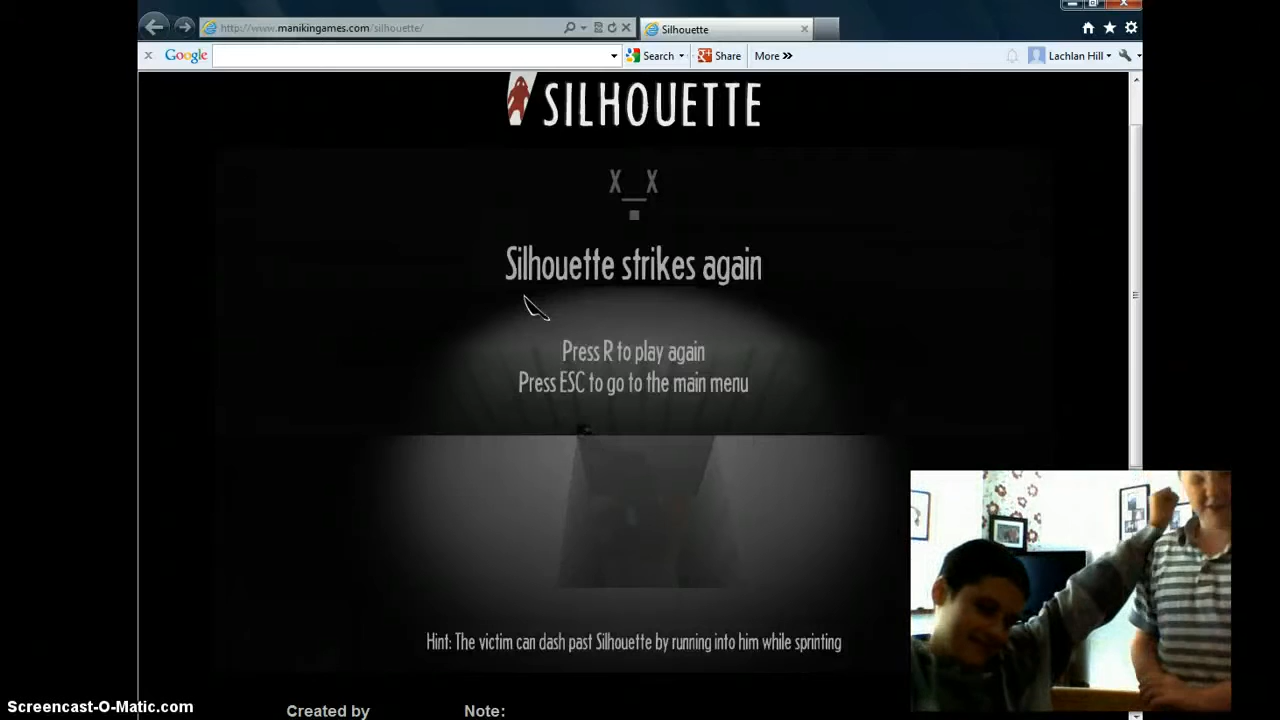 http://www.manikingames.com/silhouette/
Silhouette
Google
Search
Share
More »
Lachlan Hill
SILHOUETTE
X__X
Silhouette strikes again
Press R to play again
Press ESC to go to the main menu
Hint: The victim can dash past Silhouette by running into him while sprinting
Created by
Note:
Screencast-O-Matic.com